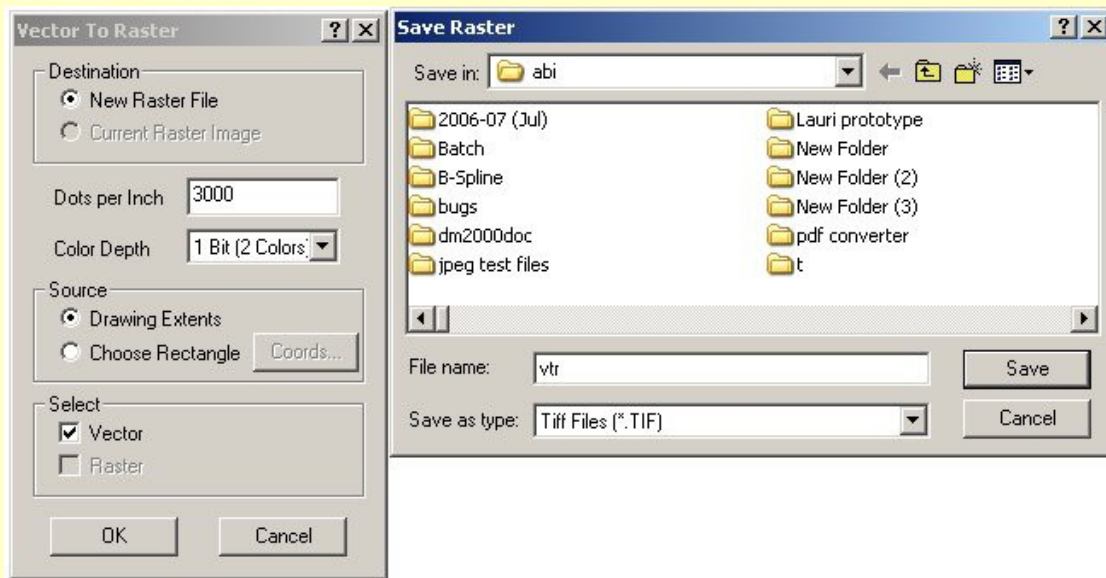 Vector To Raster
Destination
New Raster File
Current Raster Image
Dots per Inch 3000
Color Depth 1 Bit (2 Colors)
Source
Drawing Extents
Choose Rectangle Coords...
Select
Vector
Raster
OK Cancel
Save Raster
Save in: abi
2006-07 (Jul)
Batch
B-Spline
bugs
dm2000doc
jpeg test files
Lauri prototype
New Folder
New Folder (2)
New Folder (3)
pdf converter
t
File name: vtr Save
Save as type: Tiff Files (*.TIF) Cancel